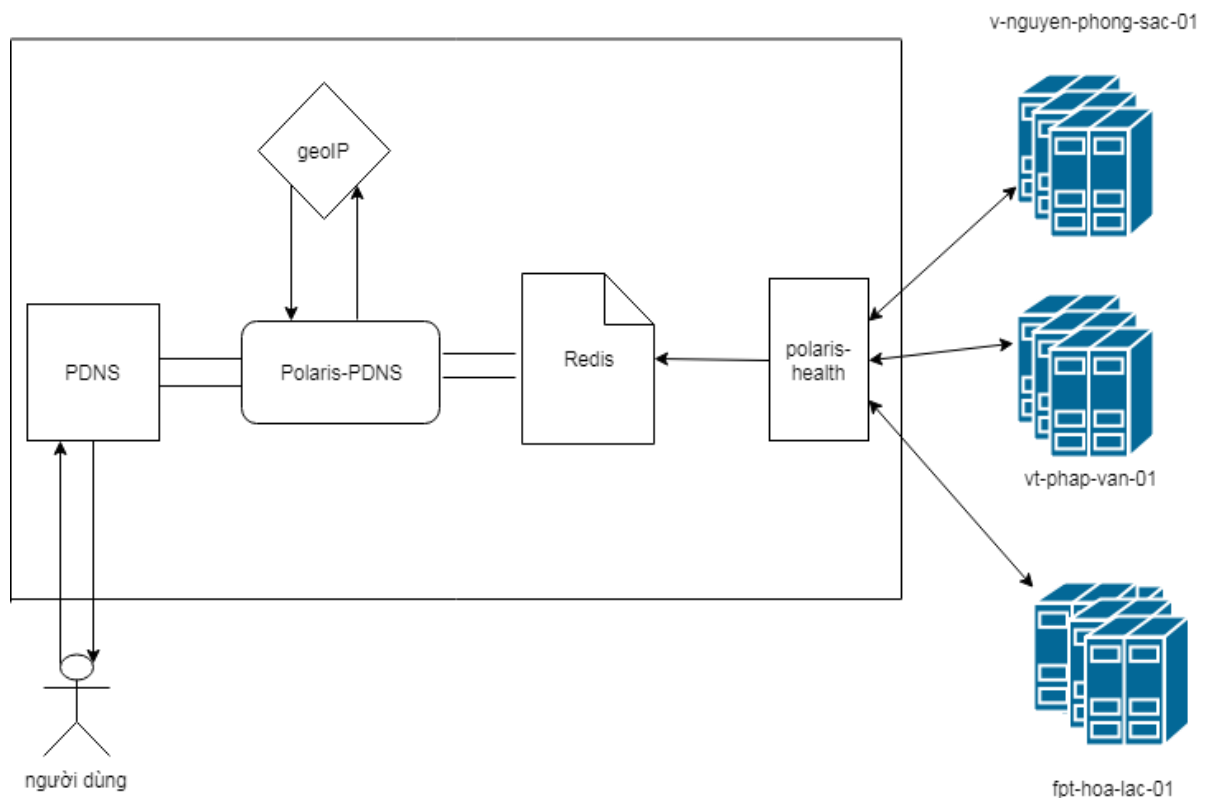 v-nguyen-phong-sac-01
geoIP
PDNS
Polaris-PDNS
Redis
polaris-
health
vt-phap-van-01
người dùng
fpt-hoa-lac-01